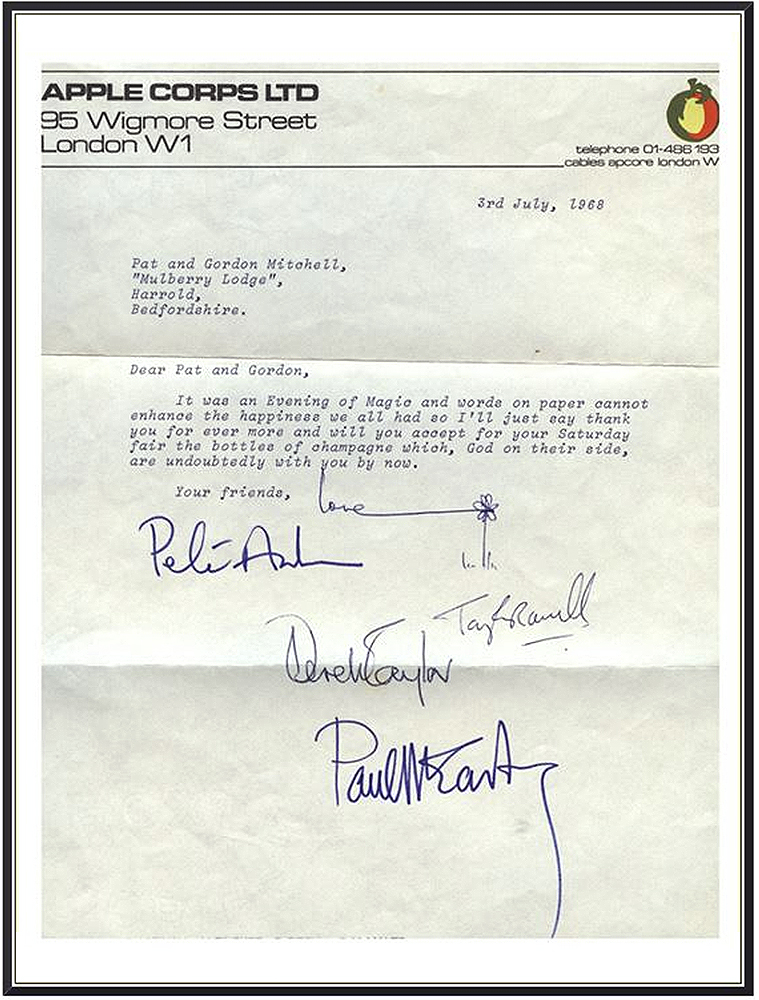 APPLE CORPS LTD
95 Wigmore Street
London W1
telephone 01-486 193
cables apcore london W
3rd July, 1968
Pat and Gordon Mitchell,
"Mulberry Lodge",
Harrold,
Bedfordshire.
Dear Pat and Gordon,
It was an Evening of Magic and words on paper cannot
enhance the happiness we all had so I'll just say thank
you for ever more and will you accept for your Saturday
fair the bottles of champagne which, God on their side,
are undoubtedly with you by now.
Your friends, Love
Peter
Derek Taylor
Paul McCartney